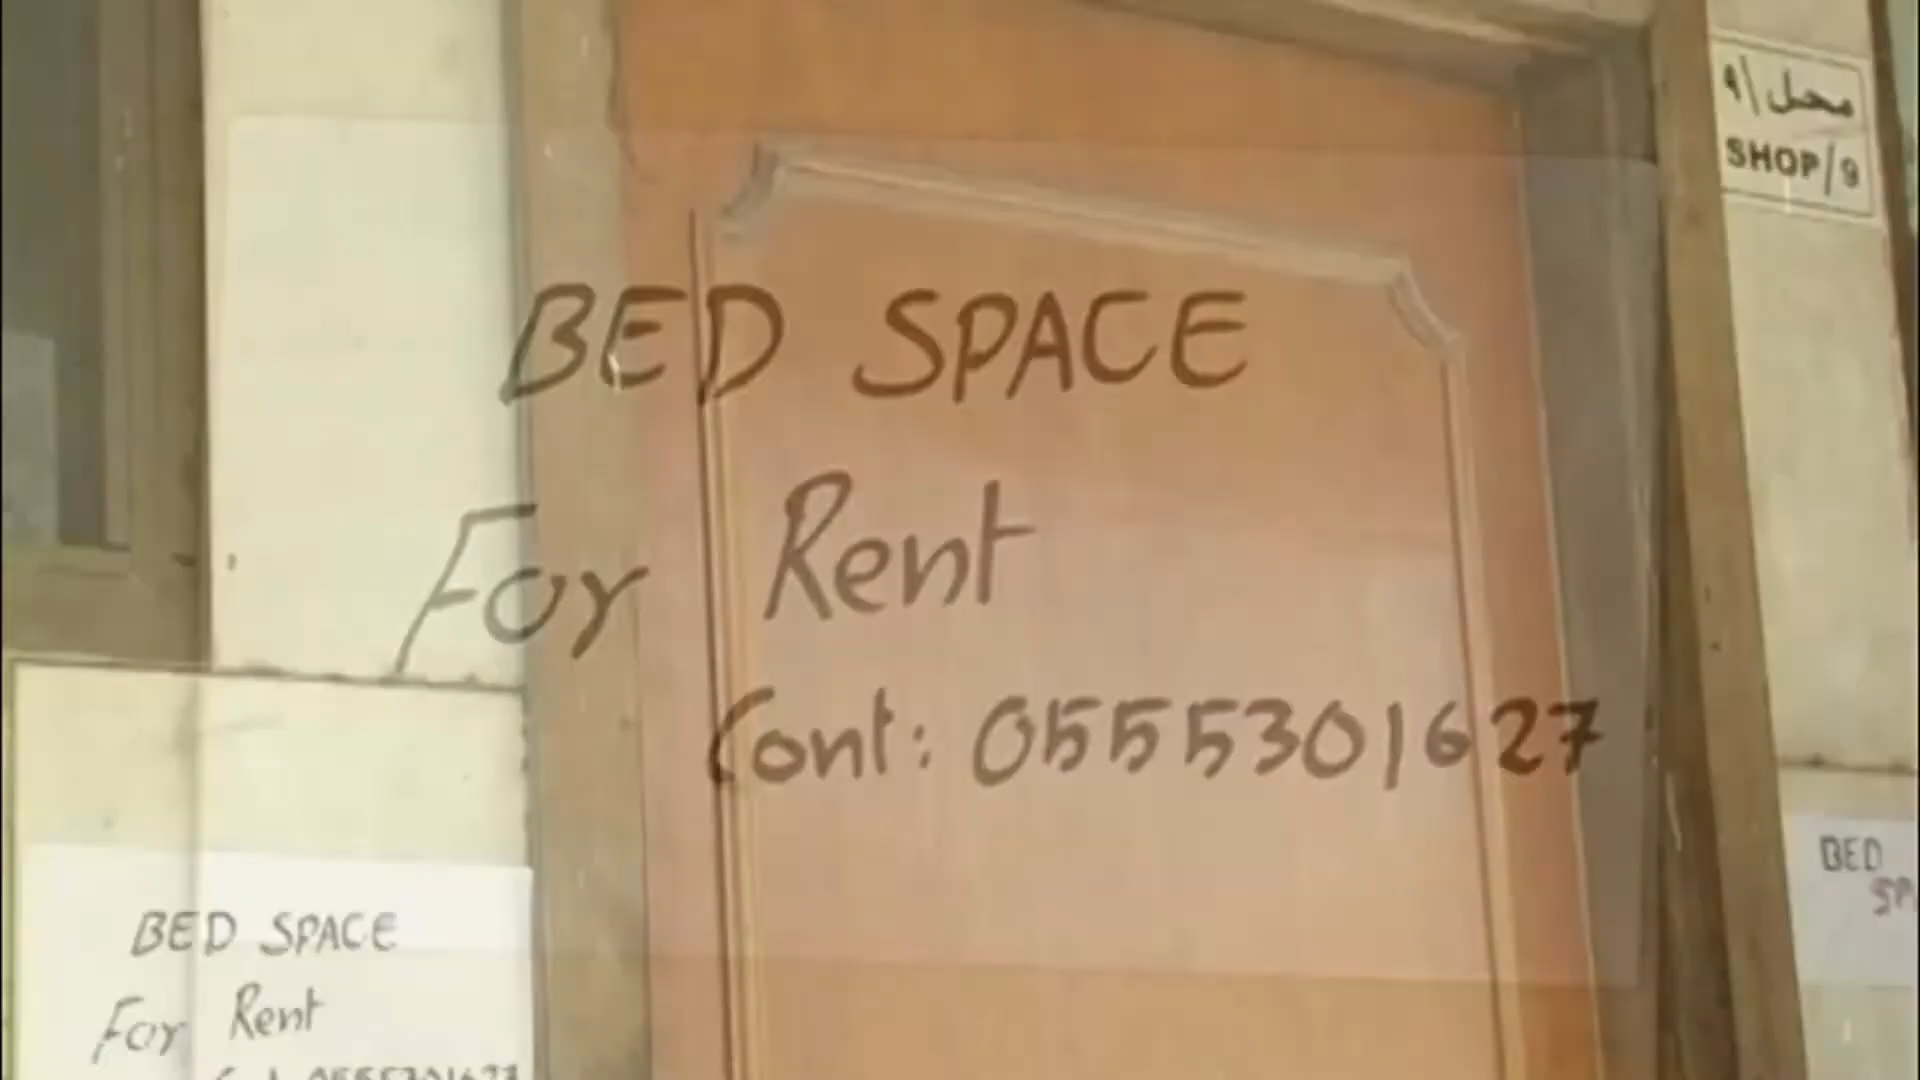 محل / ٩
SHOP/9
BED SPACE
For Rent
Cont: 0555301627
BED SPACE
For Rent
BED